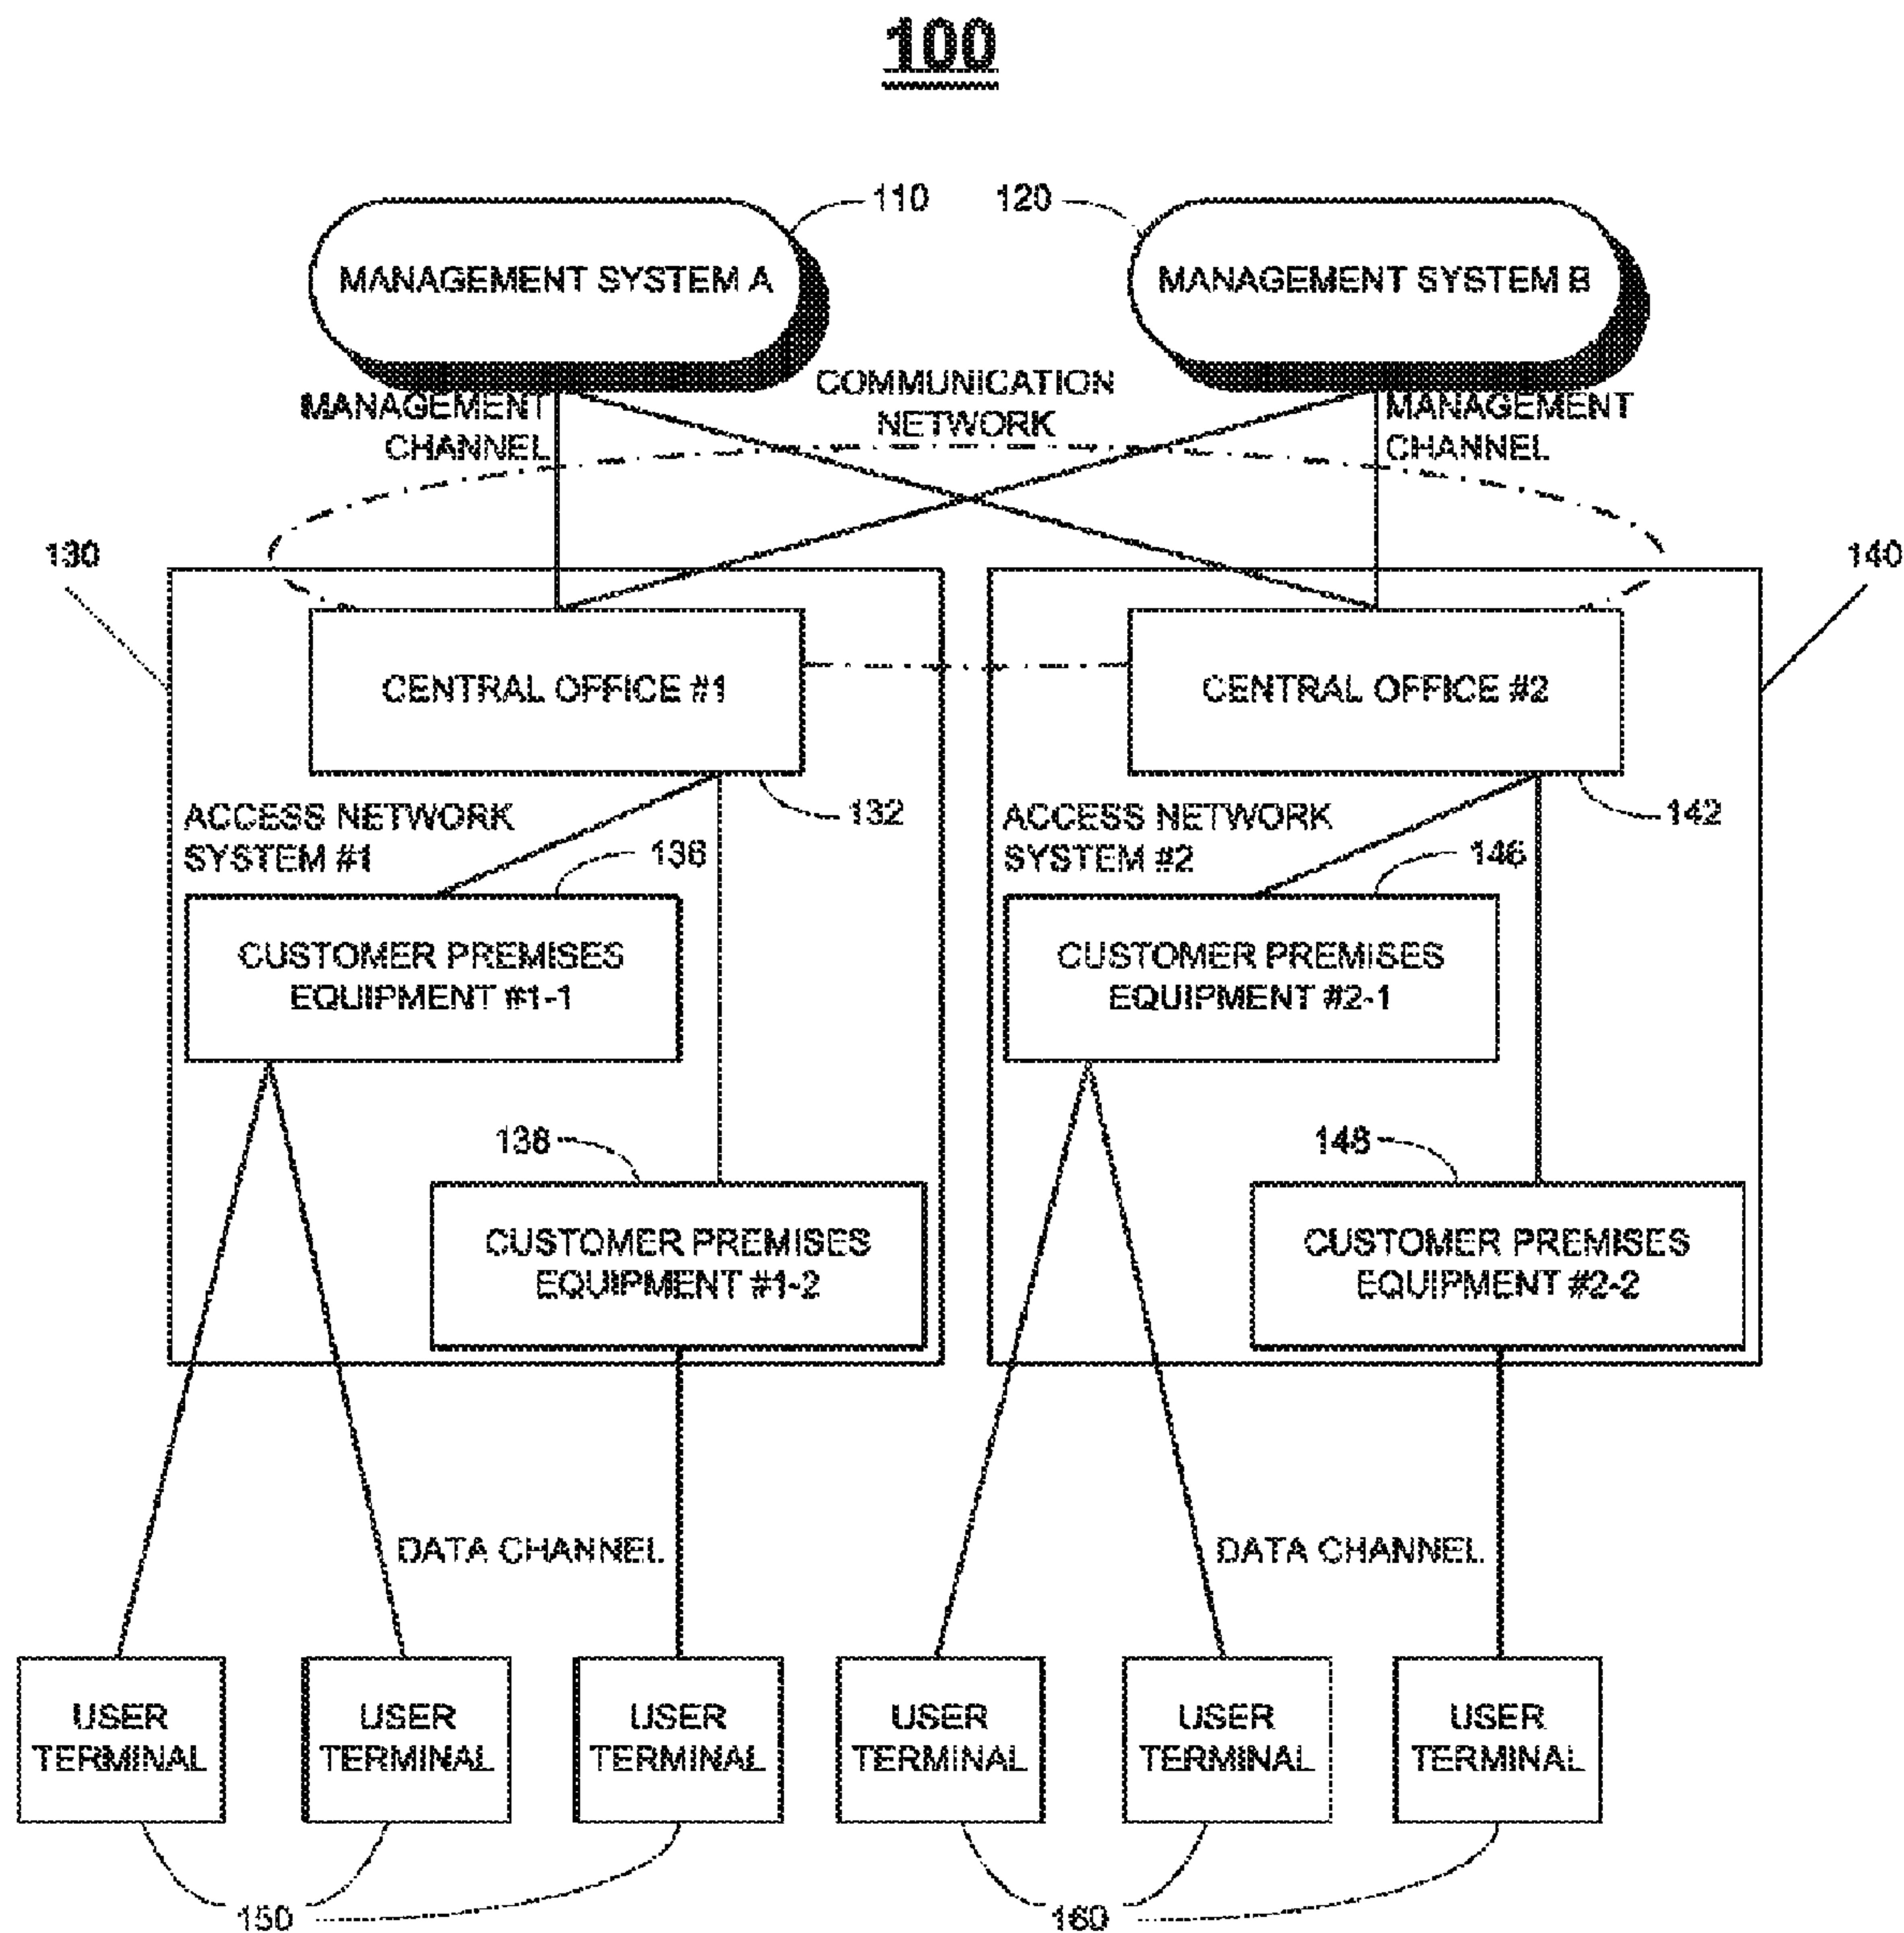 100
110
120
MANAGEMENT SYSTEM A
MANAGEMENT SYSTEM B
MANAGEMENT
CHANNEL
COMMUNICATION
NETWORK
MANAGEMENT
CHANNEL
130
140
CENTRAL OFFICE #1
CENTRAL OFFICE #2
132
142
ACCESS NETWORK
SYSTEM #1
ACCESS NETWORK
SYSTEM #2
136
146
CUSTOMER PREMISES
EQUIPMENT #1-1
CUSTOMER PREMISES
EQUIPMENT #2-1
138
148
CUSTOMER PREMISES
EQUIPMENT #1-2
CUSTOMER PREMISES
EQUIPMENT #2-2
DATA CHANNEL
DATA CHANNEL
USER
TERMINAL
USER
TERMINAL
USER
TERMINAL
USER
TERMINAL
USER
TERMINAL
USER
TERMINAL
150
160